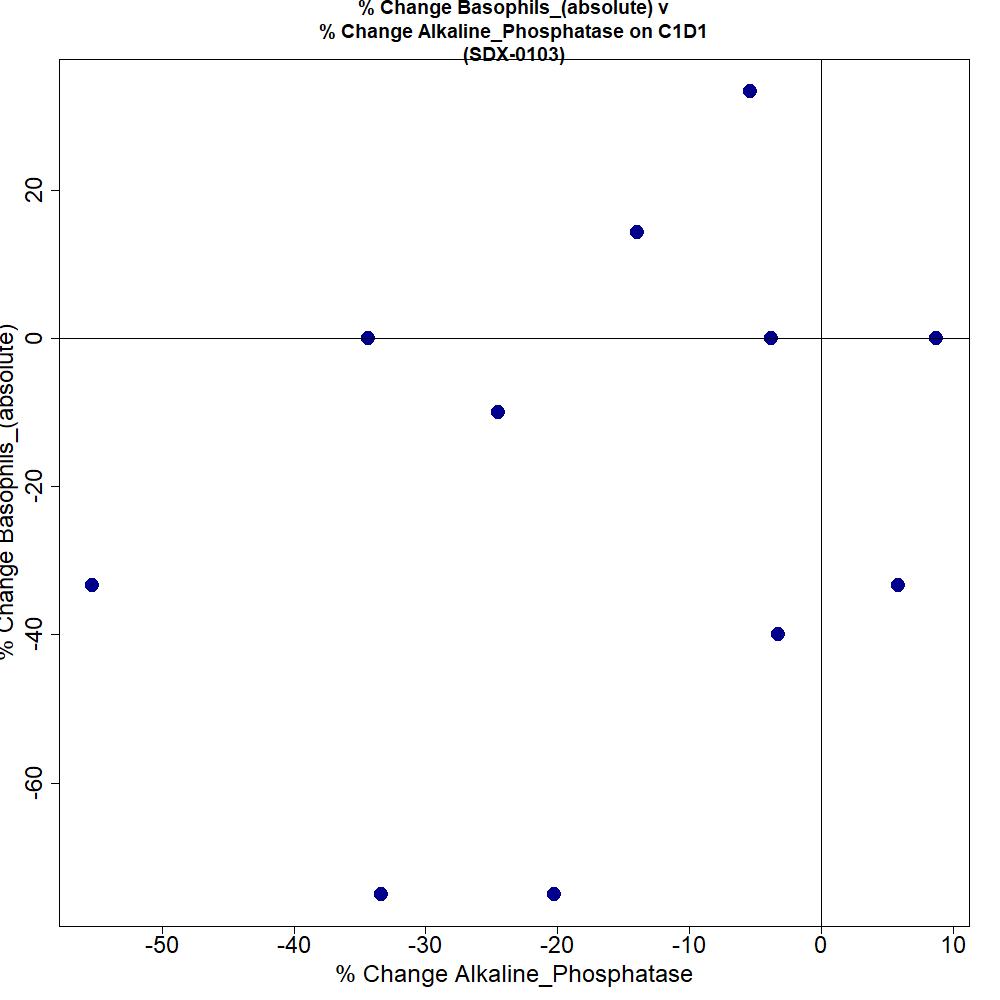 % Change Basophils_(absolute) v
% Change Alkaline_Phosphatase on C1D1
(SDX-0103)
% Change Basophils_(absolute)
20
0
-20
-40
-60
-50
-40
-30
-20
-10
0
10
% Change Alkaline_Phosphatase